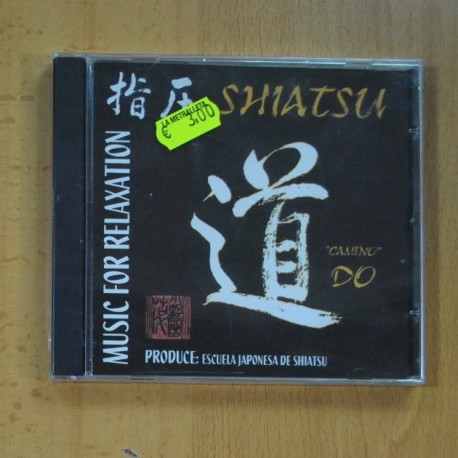 指圧 SHIATSU
LA METRALLETA
€ 3,00
MUSIC FOR RELAXATION
道
"CAMINO"
DO
PRODUCE: ESCUELA JAPONESA DE SHIATSU